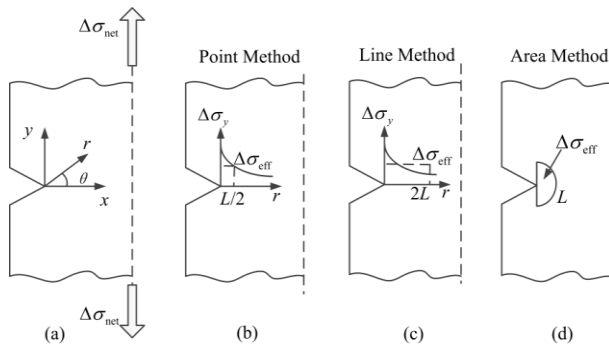 Δσnet
Point Method
Line Method
Area Method
y
r
θ
x
Δσy
Δσeff
L/2
r
Δσy
Δσeff
2L
r
Δσeff
L
Δσnet
(a)
(b)
(c)
(d)